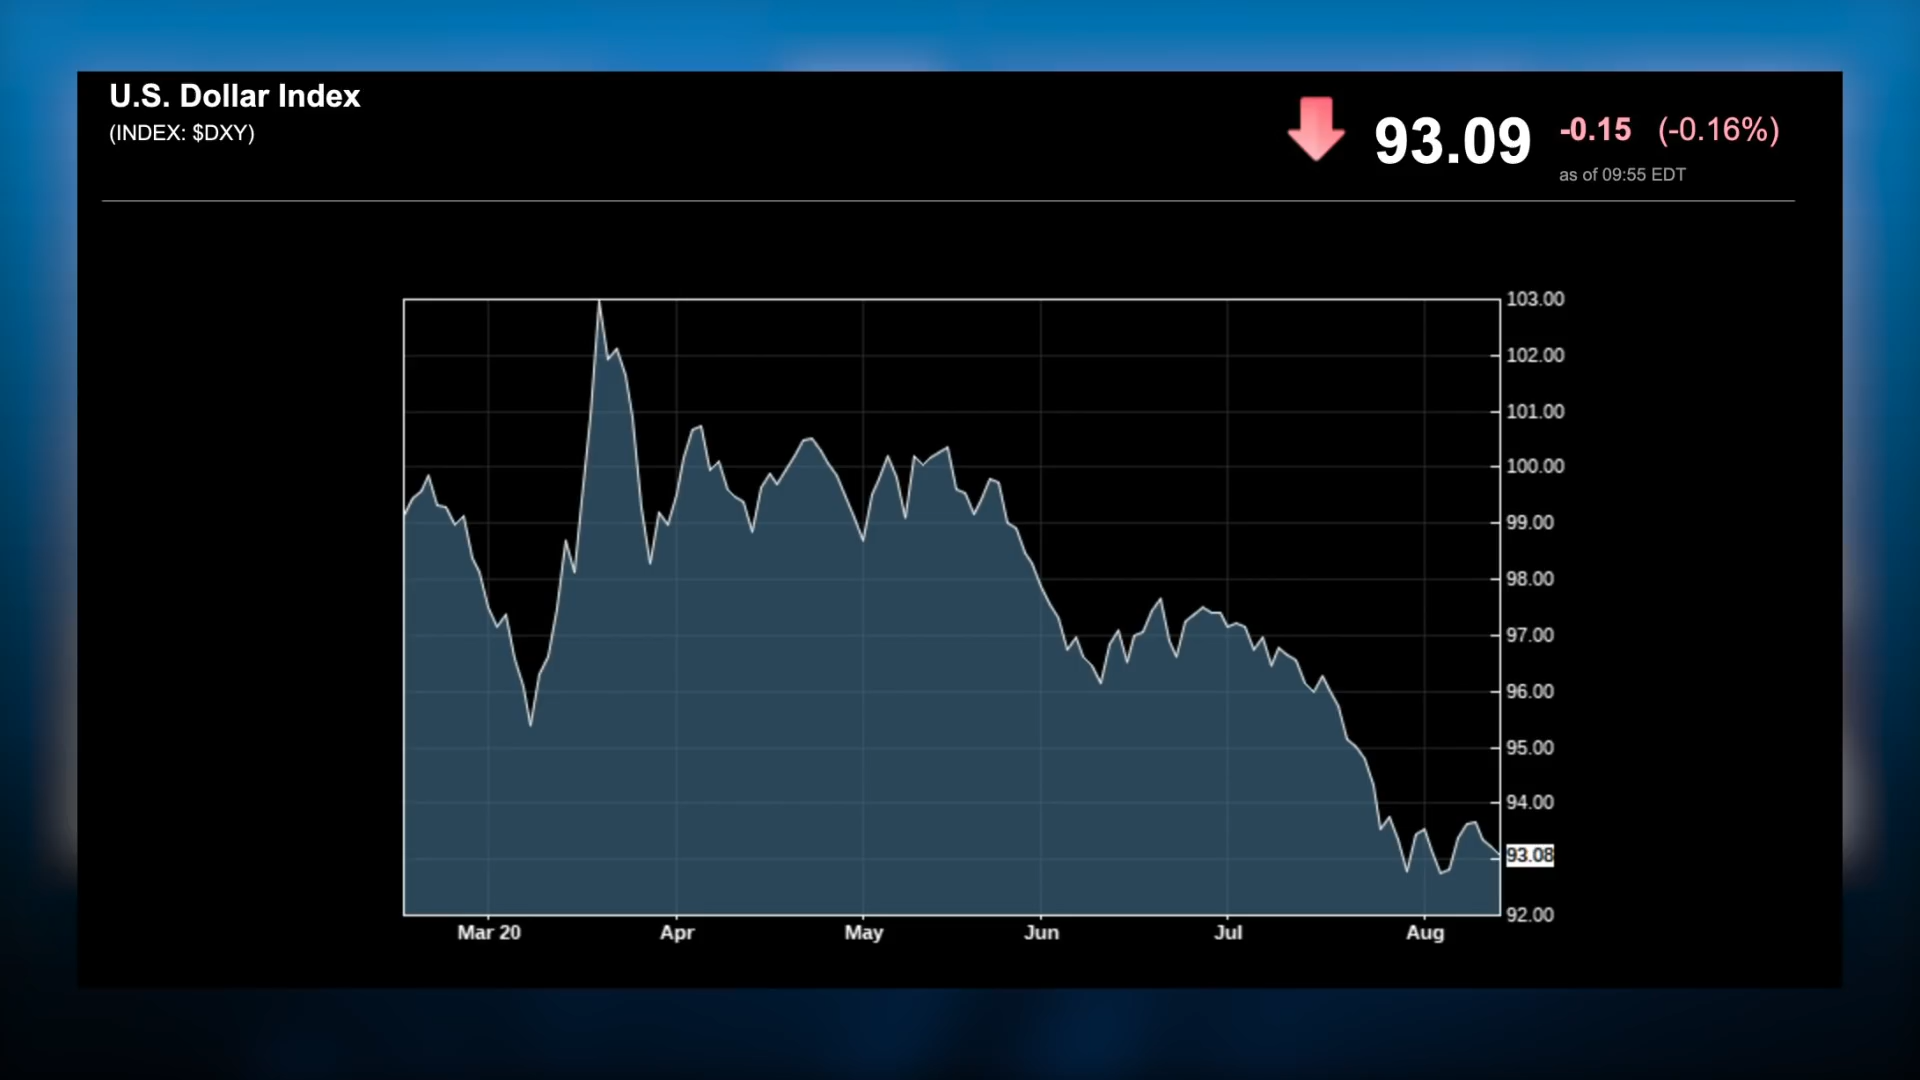 U.S. Dollar Index
(INDEX: $DXY)
93.09 -0.15 (-0.16%)
as of 09:55 EDT
103.00
102.00
101.00
100.00
99.00
98.00
97.00
96.00
95.00
94.00
93.08
92.00
Mar 20 Apr May Jun Jul Aug